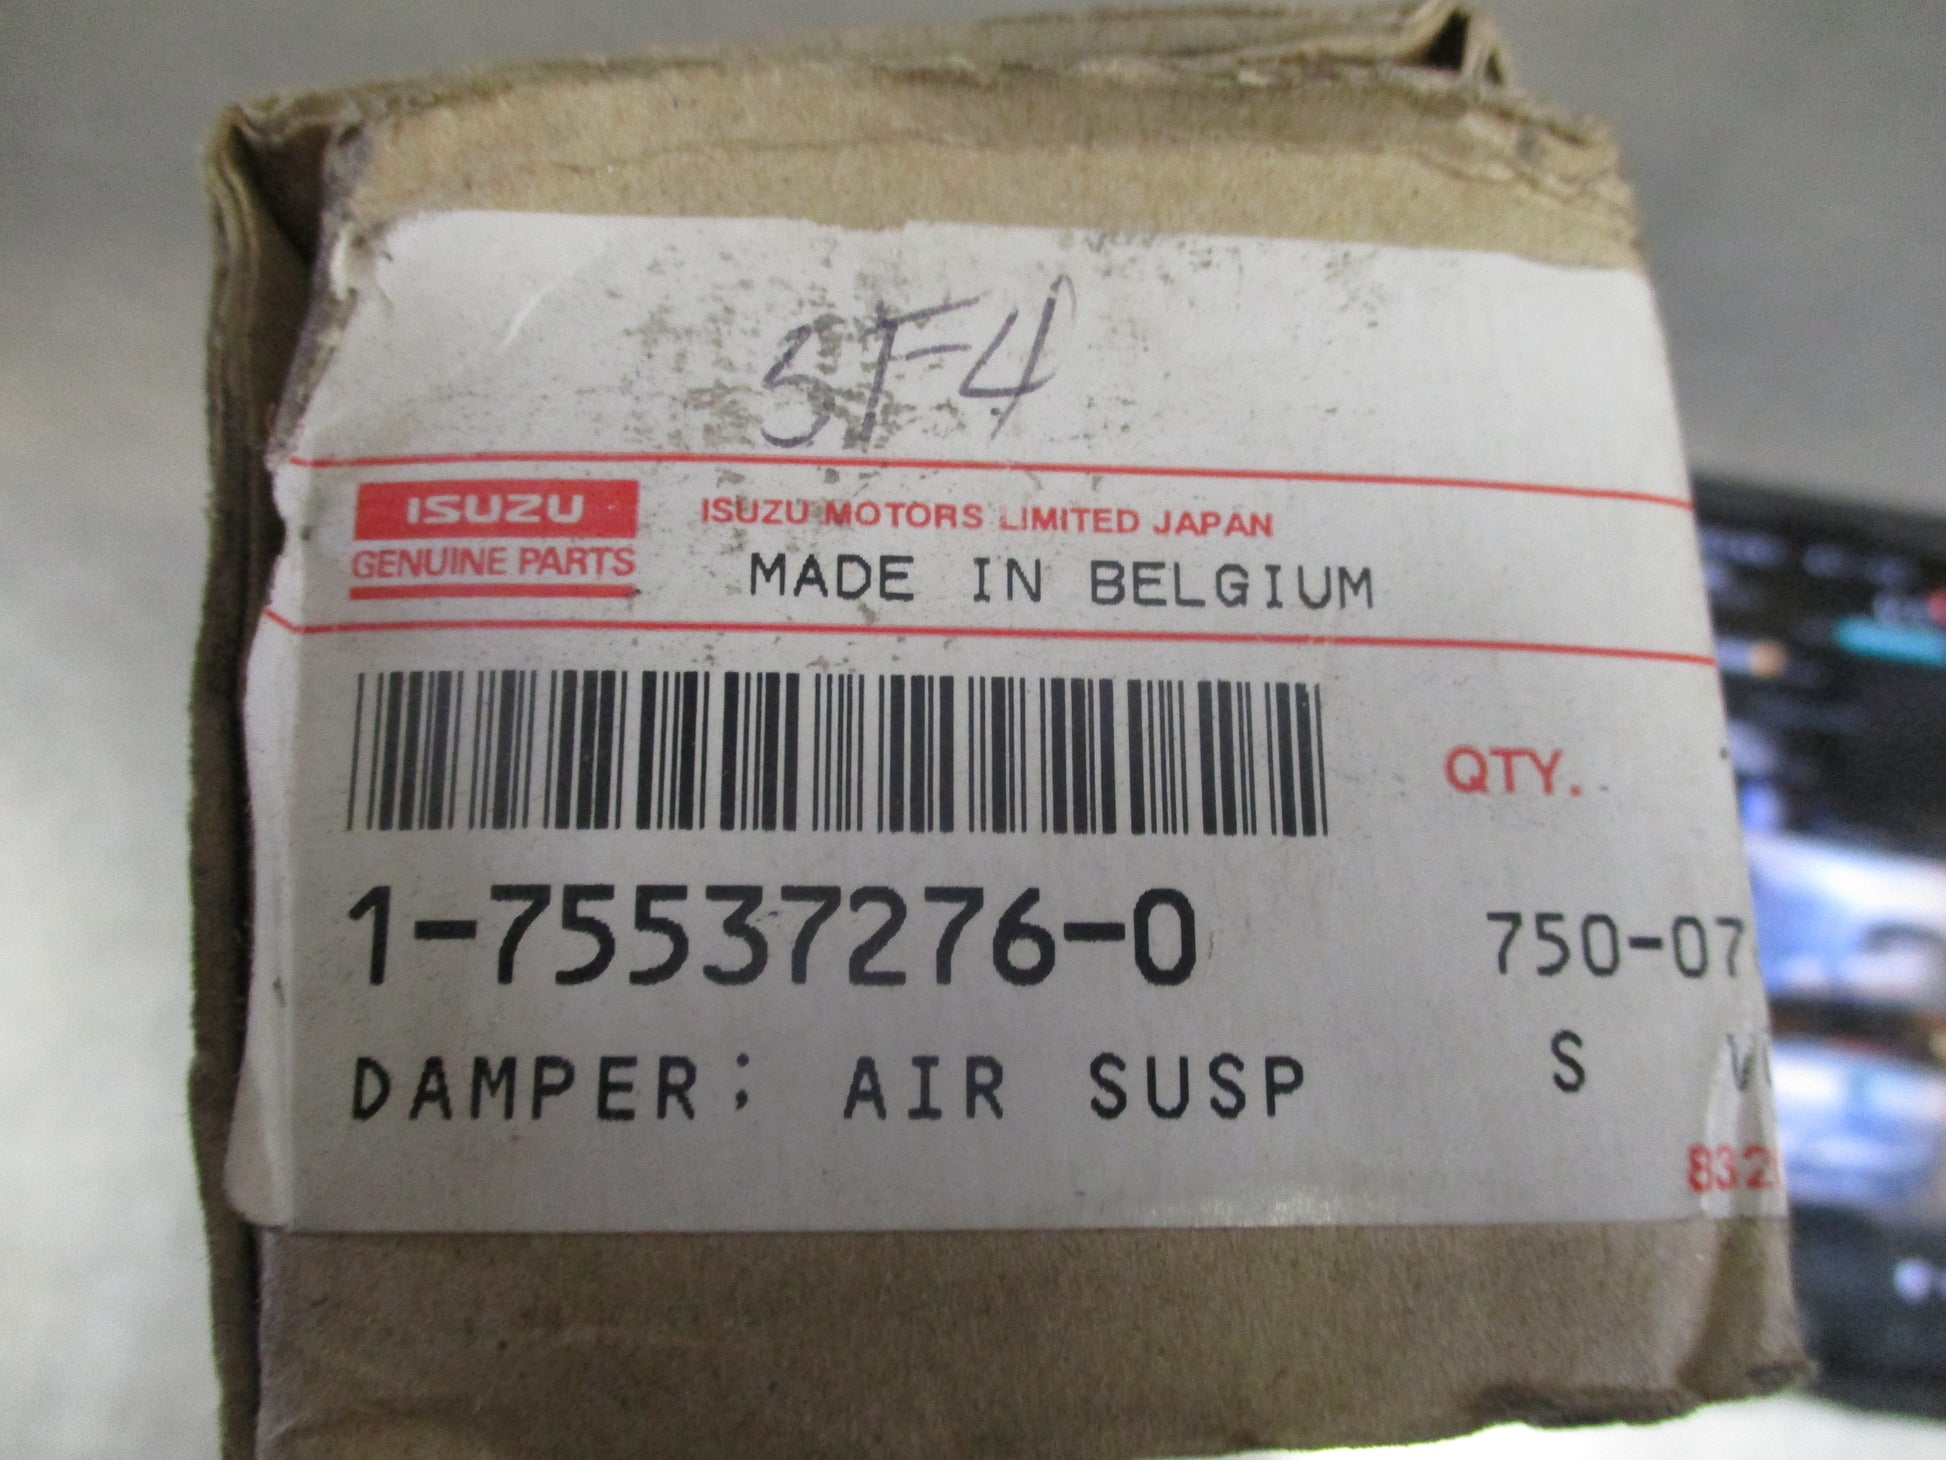 SF4
ISUZU
GENUINE PARTS
ISUZU MOTORS LIMITED JAPAN
MADE IN BELGIUM
QTY.
1-75537276-0
750-07
DAMPER; AIR SUSP
S
832